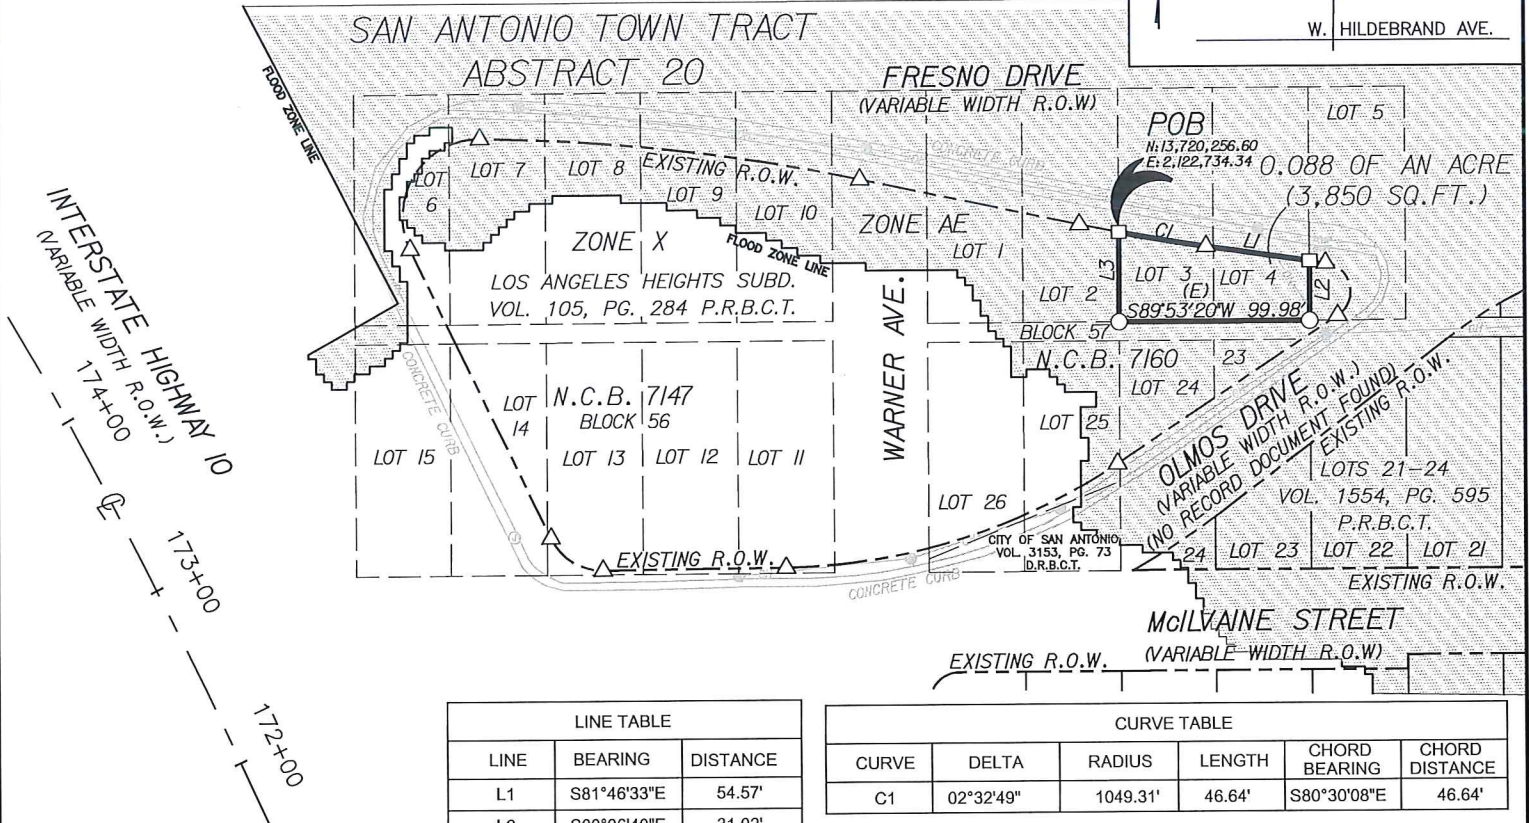 W. HILDEBRAND AVE.
SAN ANTONIO TOWN TRACT
ABSTRACT 20
FLOOD ZONE LINE
FRESNO DRIVE
(VARIABLE WIDTH R.O.W)
CONCRETE CURB
LOT 5
POB
N:13,720,256.60
E:2,122,734.34
0.088 OF AN ACRE
(3,850 SQ.FT.)
LOT
6
LOT 7
LOT 8
EXISTING R.O.W.
LOT 9
LOT 10
ZONE AE
LOT 1
C1
L1
ZONE X
FLOOD ZONE LINE
LOS ANGELES HEIGHTS SUBD.
VOL. 105, PG. 284 P.R.B.C.T.
WARNER AVE.
LOT 2
L3
LOT 3
(E)
LOT 4
L2
S89°53'20"W 99.98'
BLOCK 57
N.C.B. 7160
23
LOT 24
LOT 25
INTERSTATE HIGHWAY 10
(VARIABLE WIDTH R.O.W.)
174+00
173+00
172+00
CONCRETE CURB
LOT
14
N.C.B. 7147
BLOCK 56
LOT 15
LOT 13
LOT 12
LOT 11
LOT 26
OLMOS DRIVE
(VARIABLE WIDTH R.O.W.)
(NO RECORD DOCUMENT FOUND)
EXISTING R.O.W.
LOTS 21-24
VOL. 1554, PG. 595
P.R.B.C.T.
CITY OF SAN ANTONIO
VOL. 3153, PG. 73
D.R.B.C.T.
24
LOT 23
LOT 22
LOT 21
EXISTING R.O.W.
EXISTING R.O.W.
CONCRETE CURB
McILVAINE STREET
(VARIABLE WIDTH R.O.W)
EXISTING R.O.W.
LINE TABLE
LINE BEARING DISTANCE
L1 S81°46'33"E 54.57'
CURVE TABLE
CURVE DELTA RADIUS LENGTH CHORD BEARING CHORD DISTANCE
C1 02°32'49" 1049.31' 46.64' S80°30'08"E 46.64'